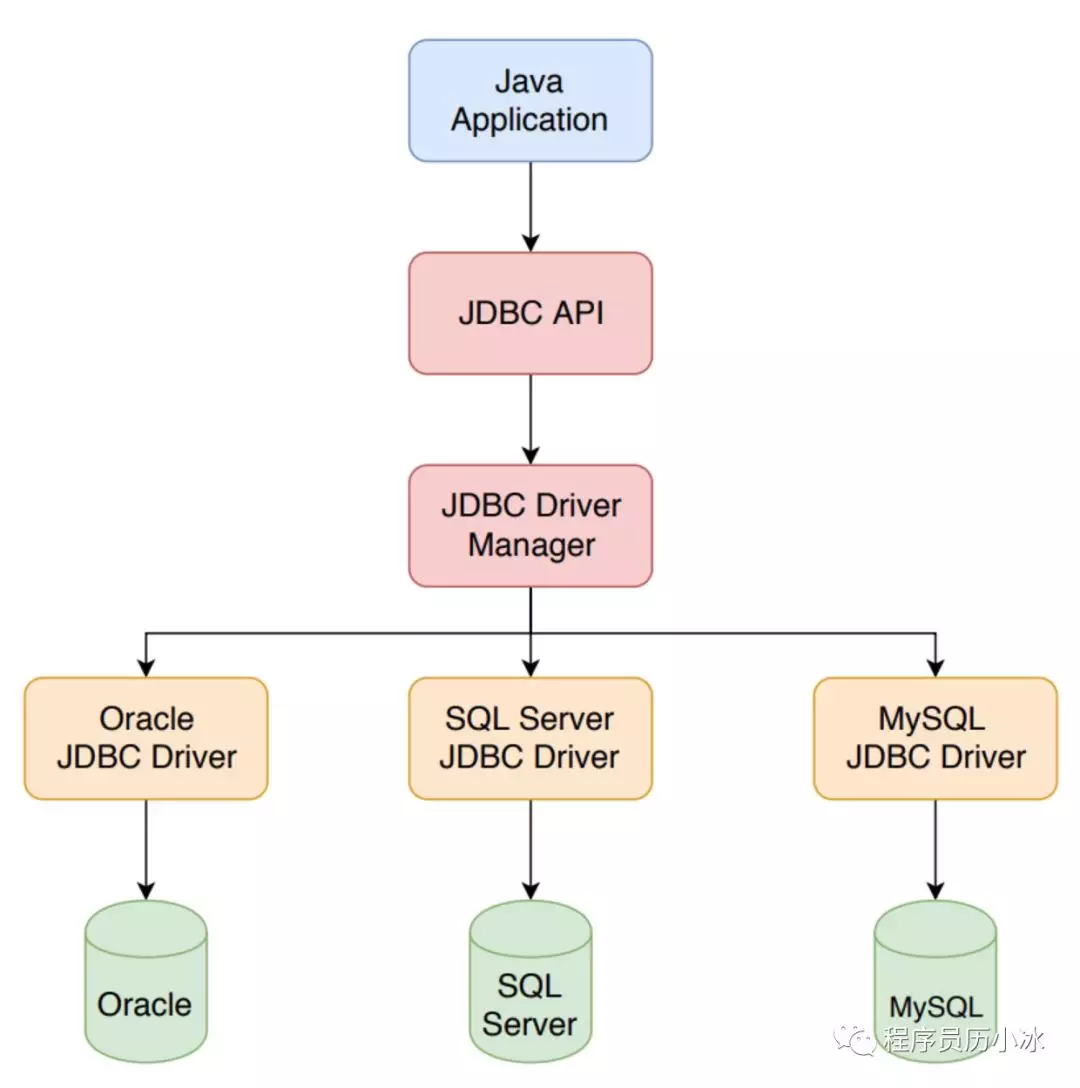 Java
Application
JDBC API
JDBC Driver
Manager
Oracle
JDBC Driver
SQL Server
JDBC Driver
MySQL
JDBC Driver
Oracle
SQL
Server
MySQL
程序员历小冰